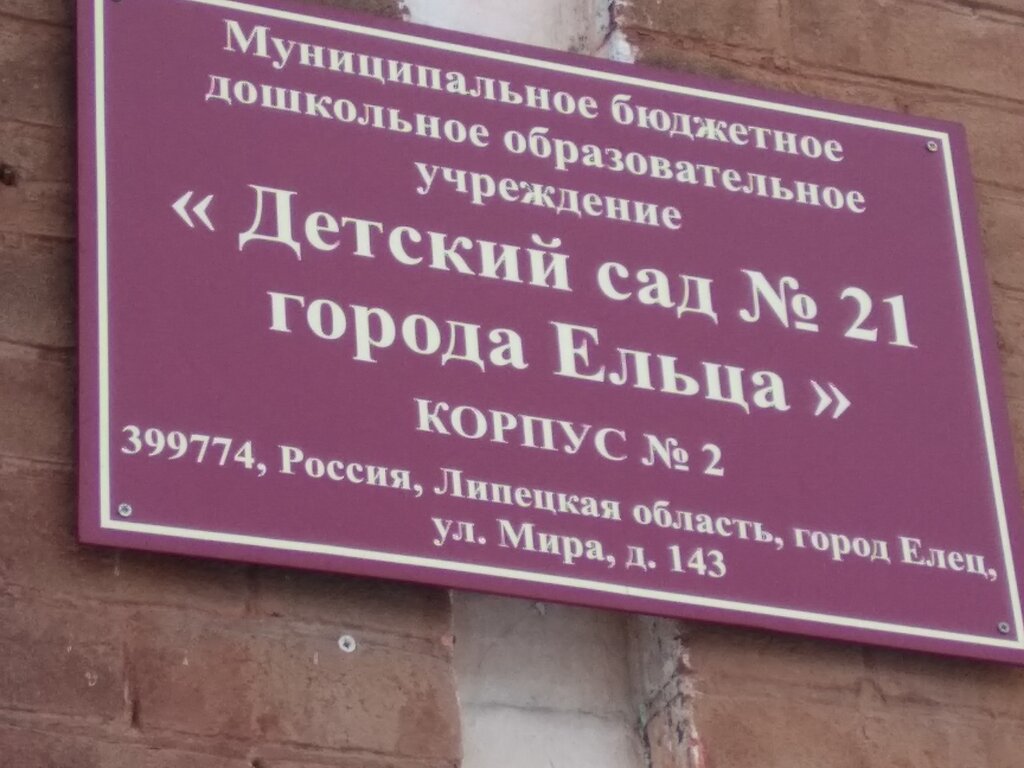 Муниципальное бюджетное
дошкольное образовательное
учреждение
« Детский сад № 21
города Ельца »
КОРПУС № 2
399774, Россия, Липецкая область, город Елец,
ул. Мира, д. 143